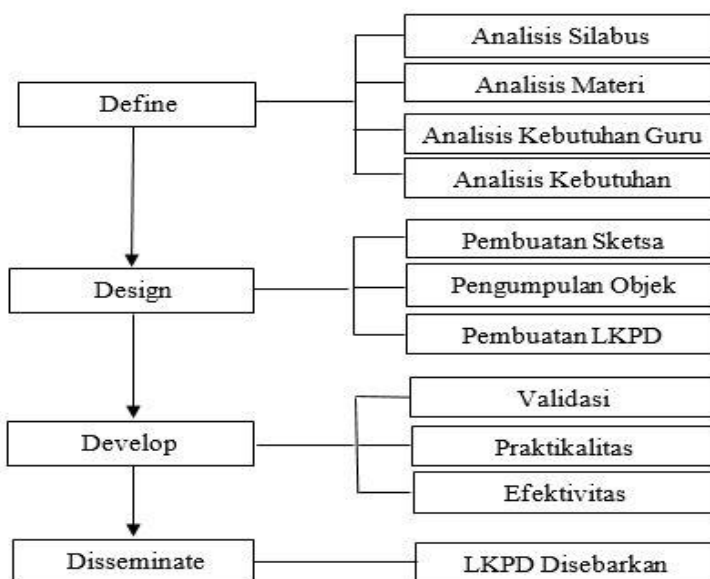 Define
Analisis Silabus
Analisis Materi
Analisis Kebutuhan Guru
Analisis Kebutuhan
Design
Pembuatan Sketsa
Pengumpulan Objek
Pembuatan LKPD
Develop
Validasi
Praktikalitas
Efektivitas
Disseminate
LKPD Disebarkan